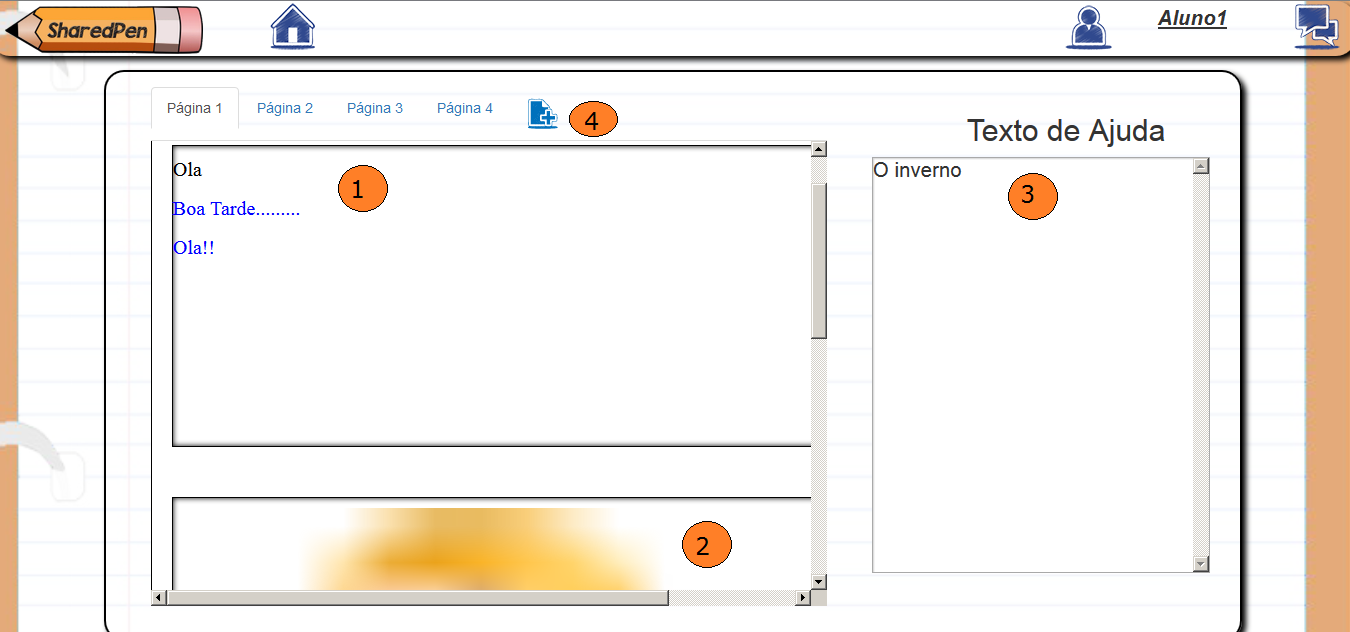 SharedPen
Aluno1
Página 1 Página 2 Página 3 Página 4
4
Texto de Ajuda
Ola
1
Boa Tarde.........
Ola!!
O inverno
3
2